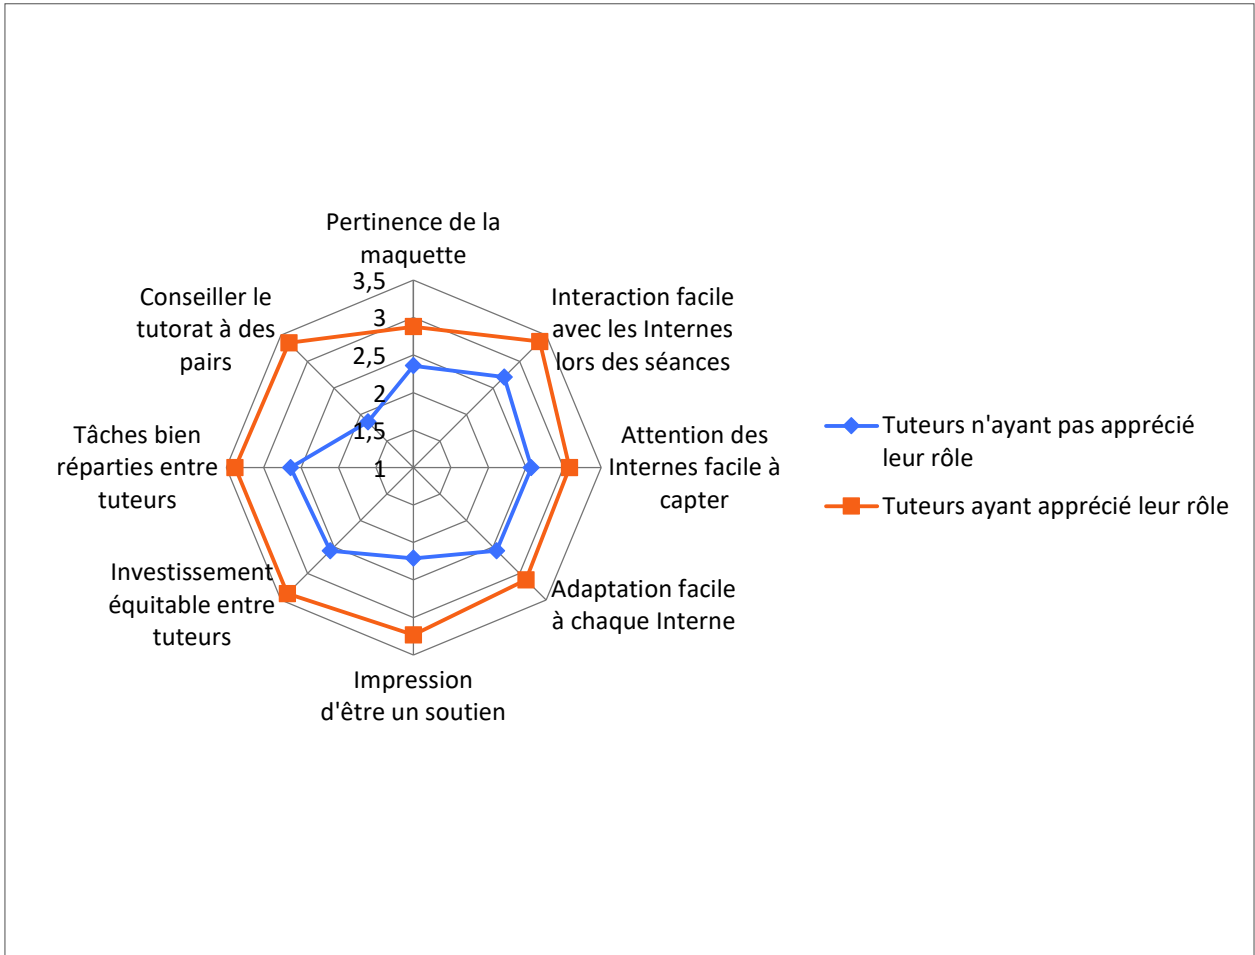 Pertinence de la
maquette
Interaction facile
avec les Internes
lors des séances
Attention des
Internes facile à
capter
Adaptation facile
à chaque Interne
Impression
d'être un soutien
Investissement
équitable entre
tuteurs
Tâches bien
réparties entre
tuteurs
Conseiller le
tutorat à des
pairs
3,5
3
2,5
2
1,5
1
Tuteurs n'ayant pas apprécié
leur rôle
Tuteurs ayant apprécié leur rôle